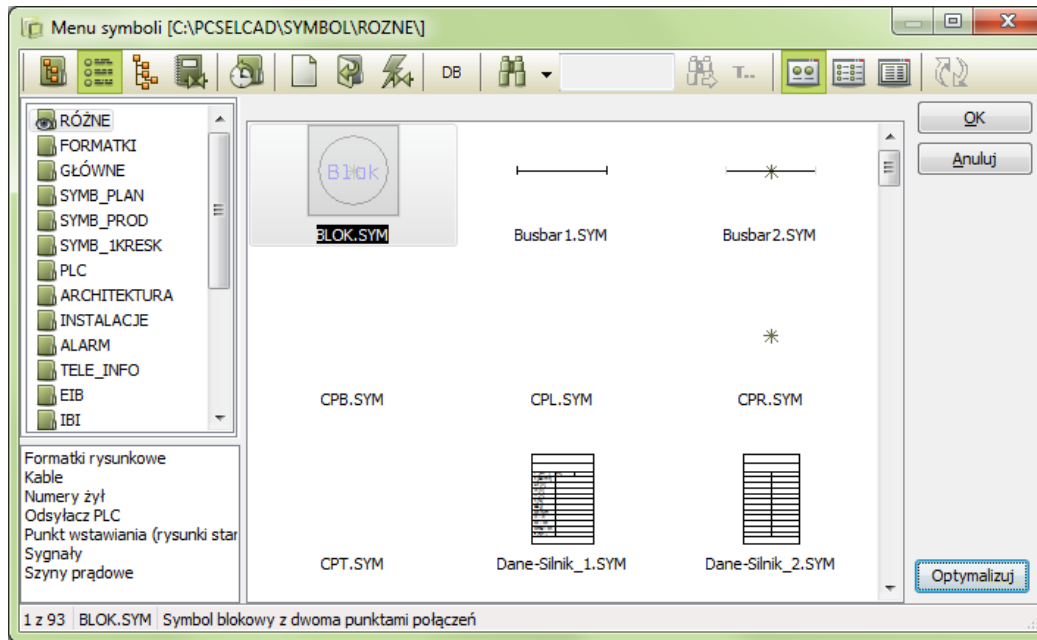 Menu symboli [C:\PCSELCAD\SYMBOL\ROZNE\]
DB
T..
RÓŻNE
FORMATKI
GŁÓWNE
SYMB_PLAN
SYMB_PROD
SYMB_1KRESK
PLC
ARCHITEKTURA
INSTALACJE
ALARM
TELE_INFO
EIB
IBI
Formatki rysunkowe
Kable
Numery żył
Odsyłacz PLC
Punkt wstawiania (rysunki star
Sygnały
Szyny prądowe
Blok
BLOK.SYM
Busbar1.SYM
Busbar2.SYM
CPB.SYM
CPL.SYM
CPR.SYM
CPT.SYM
Dane-Silnik_1.SYM
Dane-Silnik_2.SYM
OK
Anuluj
Optymalizuj
1 z 93 BLOK.SYM Symbol blokowy z dwoma punktami połączeń